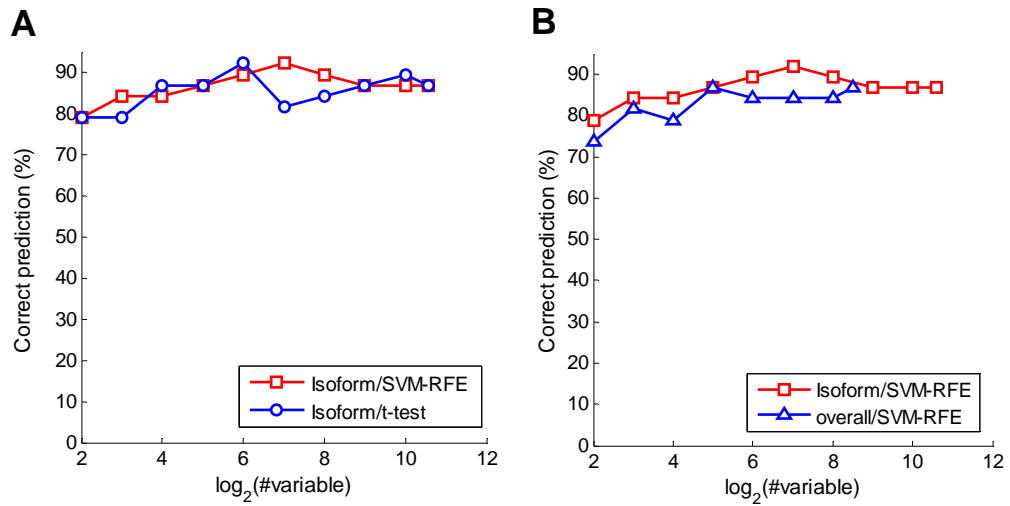 A
Correct prediction (%)
90
80
70
60
50
40
30
20
10
0
2 4 6 8 10 12
log2(#variable)
Isoform/SVM-RFE
Isoform/t-test
B
Correct prediction (%)
90
80
70
60
50
40
30
20
10
0
2 4 6 8 10 12
log2(#variable)
Isoform/SVM-RFE
overall/SVM-RFE